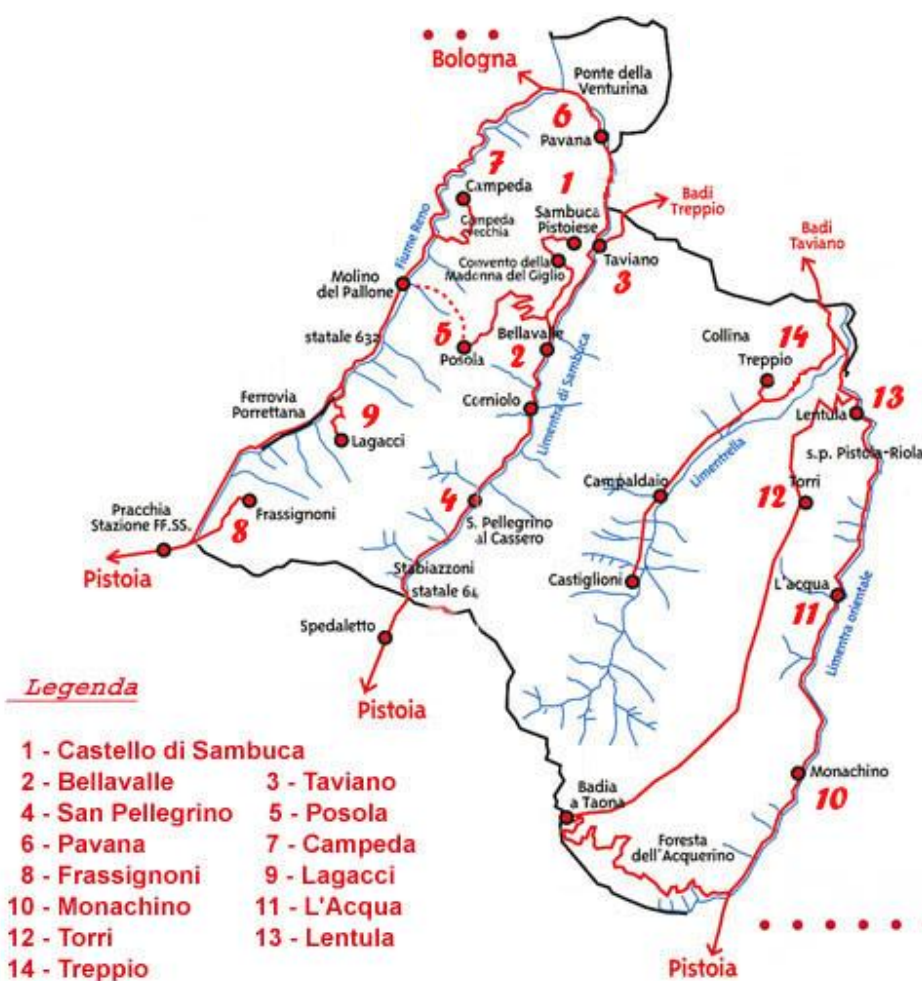 Bologna
Ponte della
Venturina
6
Pavana
7
Campeda
Campeda
vecchia
1
Sambuca
Pistoiese
Badi
Treppio
Fiume Reno
Convento della
Madonna del Giglio
Taviano
3
Badi
Taviano
Molino
del Pallone
statale 632
5
Posola
Bellavalle
2
Collina
14
Treppio
Limentra di Sambuca
Corniolo
Ferrovia
Porrettana
9
Lagacci
Lentula
13
s.p. Pistoia-Riola
Limentrella
Campaldaio
Torri
12
4
S. Pellegrino
al Cassero
Pracchia
Stazione FF.SS.
8
Frassignoni
Pistoia
Stabiazzoni
statale 64
Castiglioni
L'acqua
11
Limentra orientale
Spedaletto
Pistoia
Monachino
10
Badia
a Taona
Foresta
dell'Acquerino
Pistoia
Legenda
1 - Castello di Sambuca
2 - Bellavalle 3 - Taviano
4 - San Pellegrino 5 - Posola
6 - Pavana 7 - Campeda
8 - Frassignoni 9 - Lagacci
10 - Monachino 11 - L'Acqua
12 - Torri 13 - Lentula
14 - Treppio